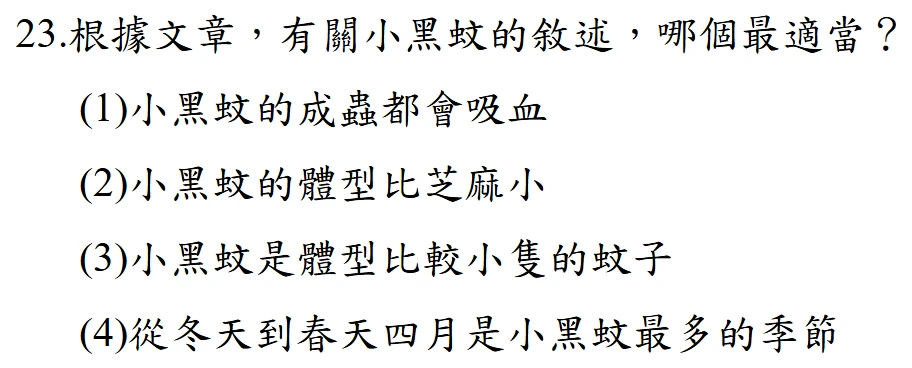 23.根據文章，有關小黑蚊的敘述，哪個最適當？
(1)小黑蚊的成蟲都會吸血
(2)小黑蚊的體型比芝麻小
(3)小黑蚊是體型比較小隻的蚊子
(4)從冬天到春天四月是小黑蚊最多的季節